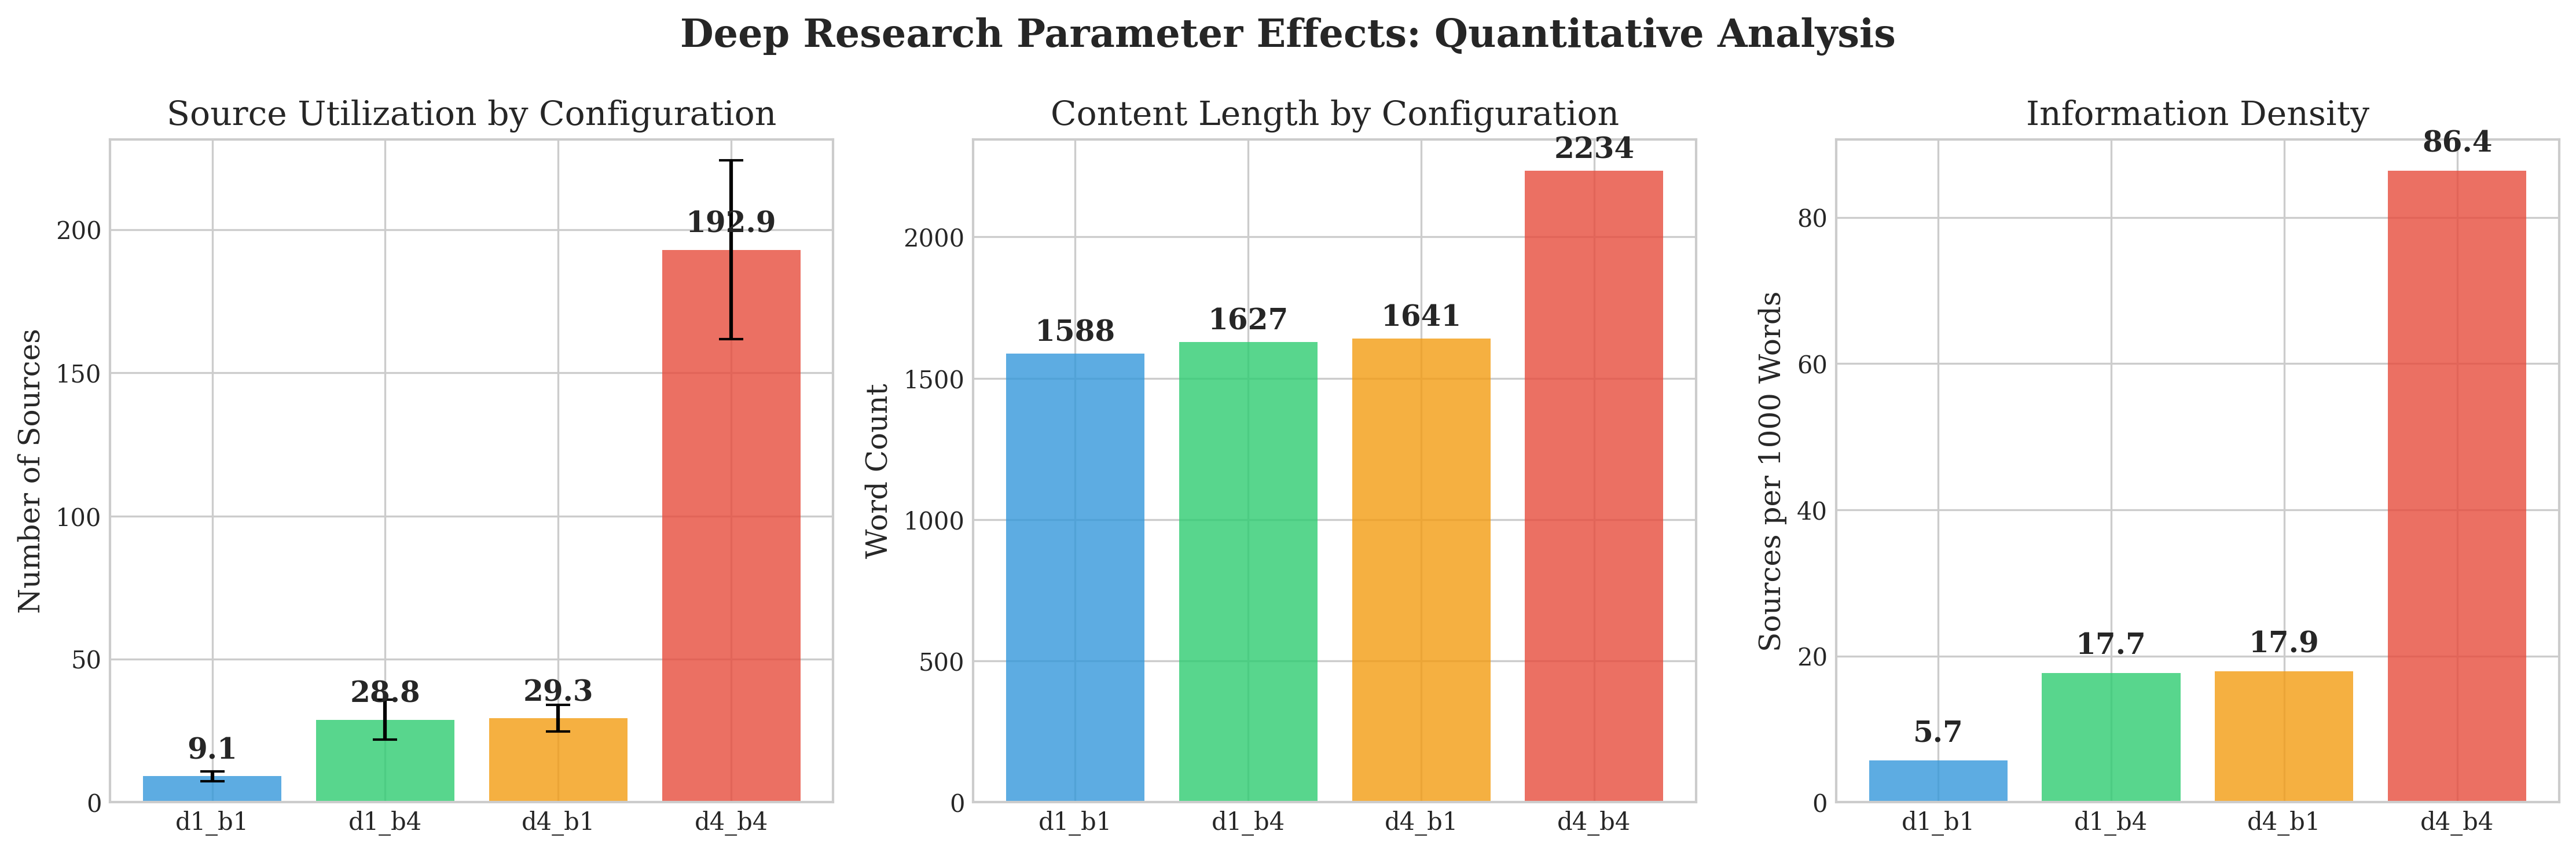 Deep Research Parameter Effects: Quantitative Analysis
Source Utilization by Configuration
Number of Sources
200
150
100
50
0
9.1
28.8
29.3
192.9
d1_b1
d1_b4
d4_b1
d4_b4
Content Length by Configuration
Word Count
2000
1500
1000
500
0
1588
1627
1641
2234
d1_b1
d1_b4
d4_b1
d4_b4
Information Density
Sources per 1000 Words
80
60
40
20
0
5.7
17.7
17.9
86.4
d1_b1
d1_b4
d4_b1
d4_b4